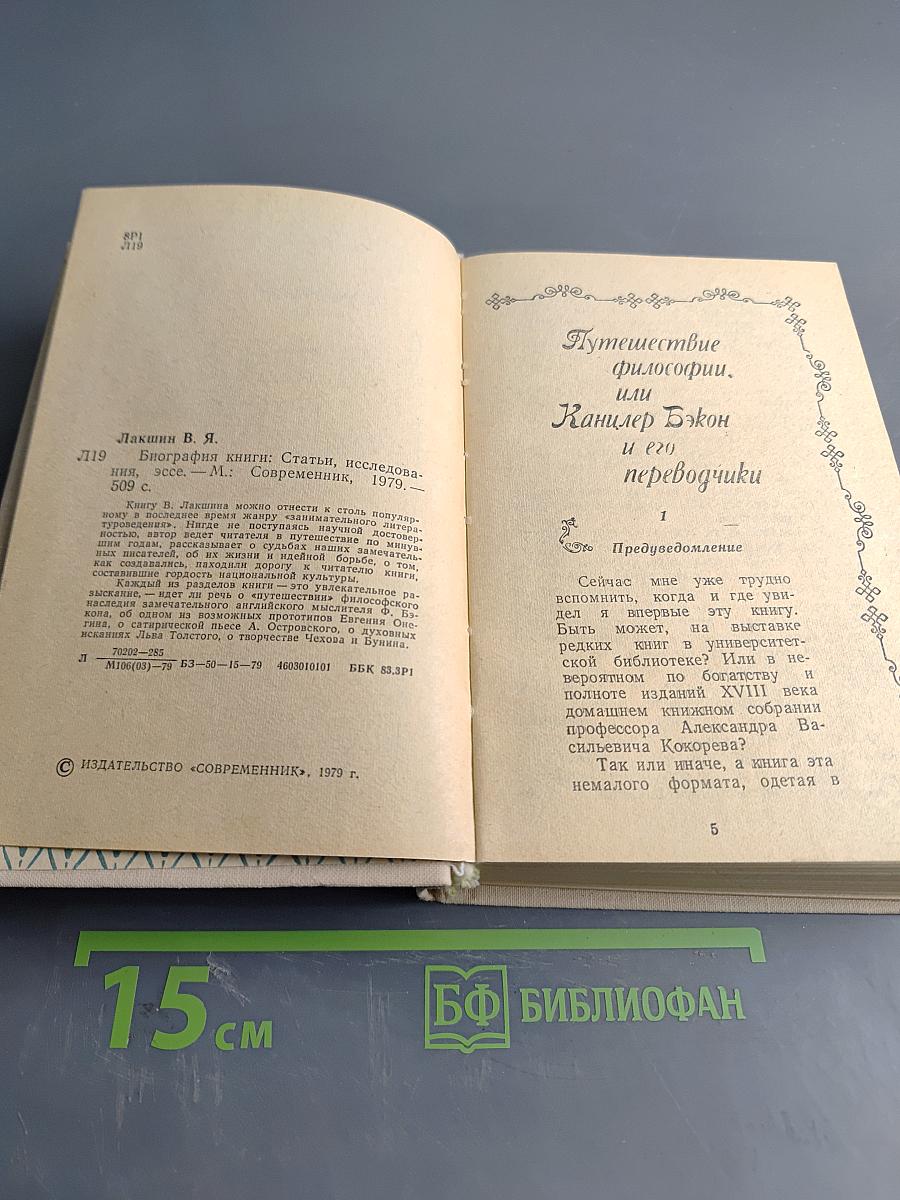 8Р1
Л19
Лакшин В. Я.
Л19 Биография книги: Статьи, исследова-
ния, эссе. — М.: Современник, 1979. —
509 с.
Книгу В. Лакшина можно отнести к столь популяр-
ному в последнее время жанру «занимательного литера-
туроведения». Нигде не поступаясь научной достовер-
ностью, автор ведет читателя в путешествие по минув-
шим годам, рассказывает о судьбах наших замечатель-
ных писателей, об их жизни и идейной борьбе, о том,
как создавались, находили дорогу к читателю книги,
составившие гордость национальной культуры.
Каждый из разделов книги — это увлекательное ра-
зыскание, — идет ли речь о «путешествии» философского
наследия замечательного английского мыслителя Ф. Бэ-
кона, об одном из возможных прототипов Евгения Оне-
гина, о сатирической пьесе А. Островского, о духовных
исканиях Льва Толстого, о творчестве Чехова и Бунина.
Л 70202—285
М106(03)—79 БЗ—50—15—79 4603010101 ББК 83.3Р1
© ИЗДАТЕЛЬСТВО «СОВРЕМЕННИК», 1979 г.
Путешествие
философии,
или
Канцлер Бэкон
и его
переводчики
1
Предуведомление
Сейчас мне уже трудно
вспомнить, когда и где уви-
дел я впервые эту книгу.
Быть может, на выставке
редких книг в университет-
ской библиотеке? Или в не-
вероятном по богатству и
полноте изданий XVIII века
домашнем книжном собрании
профессора Александра Ва-
сильевича Кокорева?
Так или иначе, а книга эта
немалого формата, одетая в
5
15 см
БФ БИБЛИОФАН